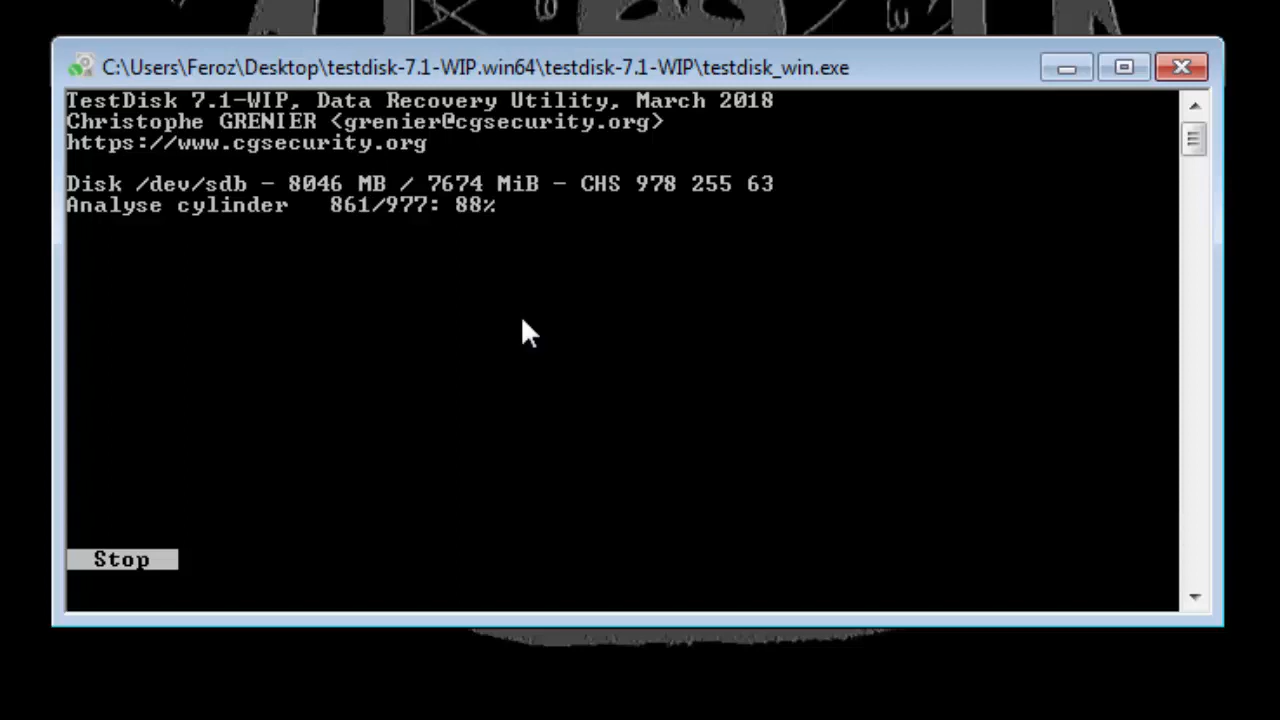 C:\Users\Feroz\Desktop\testdisk-7.1-WIP.win64\testdisk-7.1-WIP\testdisk_win.exe
TestDisk 7.1-WIP, Data Recovery Utility, March 2018
Christophe GRENIER <grenier@cgsecurity.org>
https://www.cgsecurity.org
Disk /dev/sdb - 8046 MB / 7674 MiB - CHS 978 255 63
Analyse cylinder   861/977: 88%
Stop